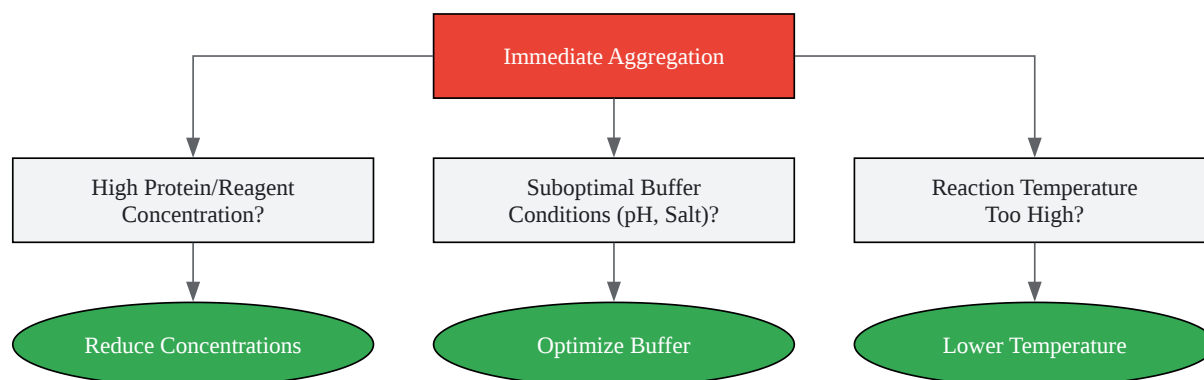 Immediate Aggregation
High Protein/Reagent
Concentration?
Suboptimal Buffer
Conditions (pH, Salt)?
Reaction Temperature
Too High?
Reduce Concentrations
Optimize Buffer
Lower Temperature